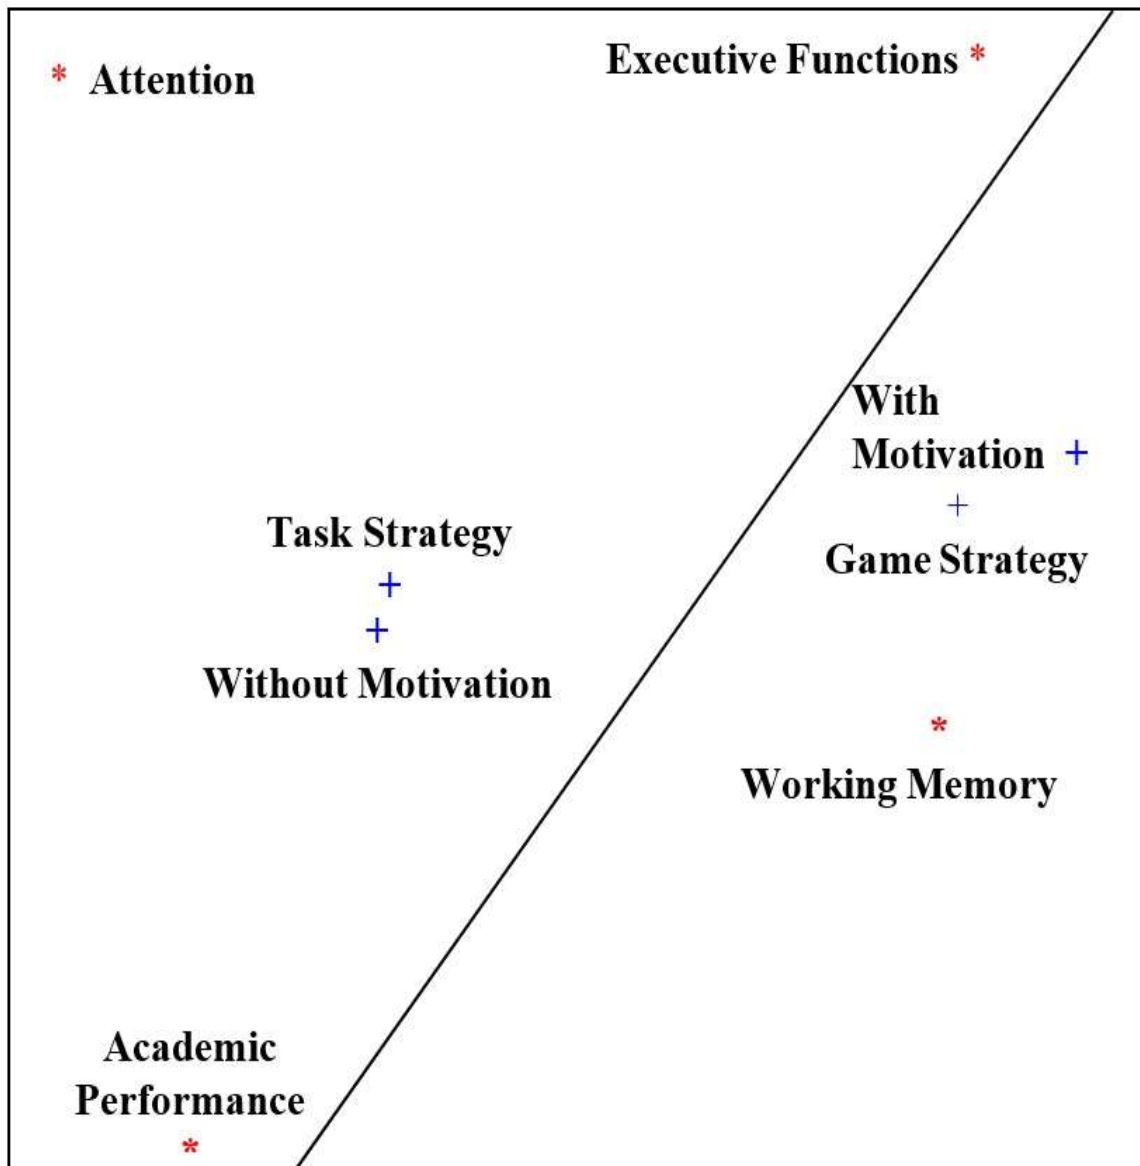 Executive Functions *
* Attention
With
Motivation +
+
Game Strategy
Task Strategy
+
+
Without Motivation
*
Working Memory
Academic
Performance
*